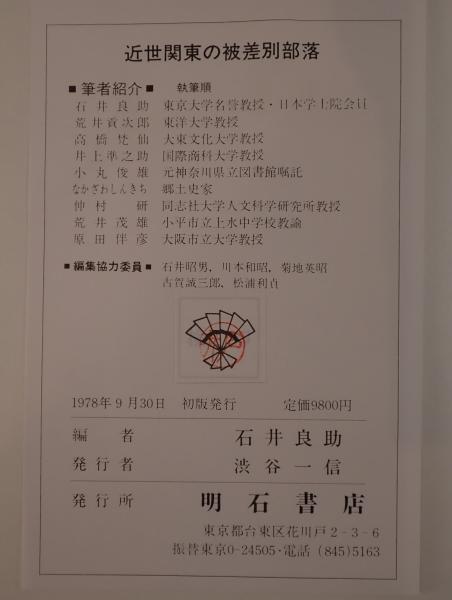 近世関東の被差別部落
■筆者紹介■ 執筆順
石井良助 東京大学名誉教授・日本学士院会員
荒井貢次郎 東洋大学教授
高橋梵仙 大東文化大学教授
井上準之助 国際商科大学教授
小丸俊雄 元神奈川県立図書館嘱託
なかざわしんきち 郷土史家
仲村研 同志社大学人文科学研究所教授
荒井茂雄 小平市立上水中学校教諭
原田伴彦 大阪市立大学教授
■編集協力委員■ 石井昭男，川本和昭，菊地英昭
古賀誠三郎，松浦利貞
1978年9月30日 初版発行 定価9800円
編者 石井良助
発行者 渋谷一信
発行所 明石書店
東京都台東区花川戸2-3-6
振替東京0-24505・電話(845)5163